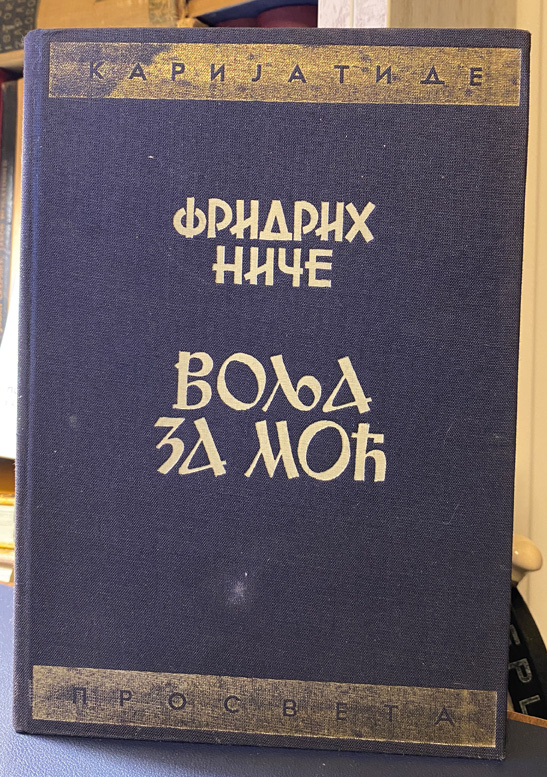 КАРИЈАТИДЕ
ФРИДРИХ
НИЧЕ
ВОЉА
ЗА МОЋ
ПРОСВЕТА